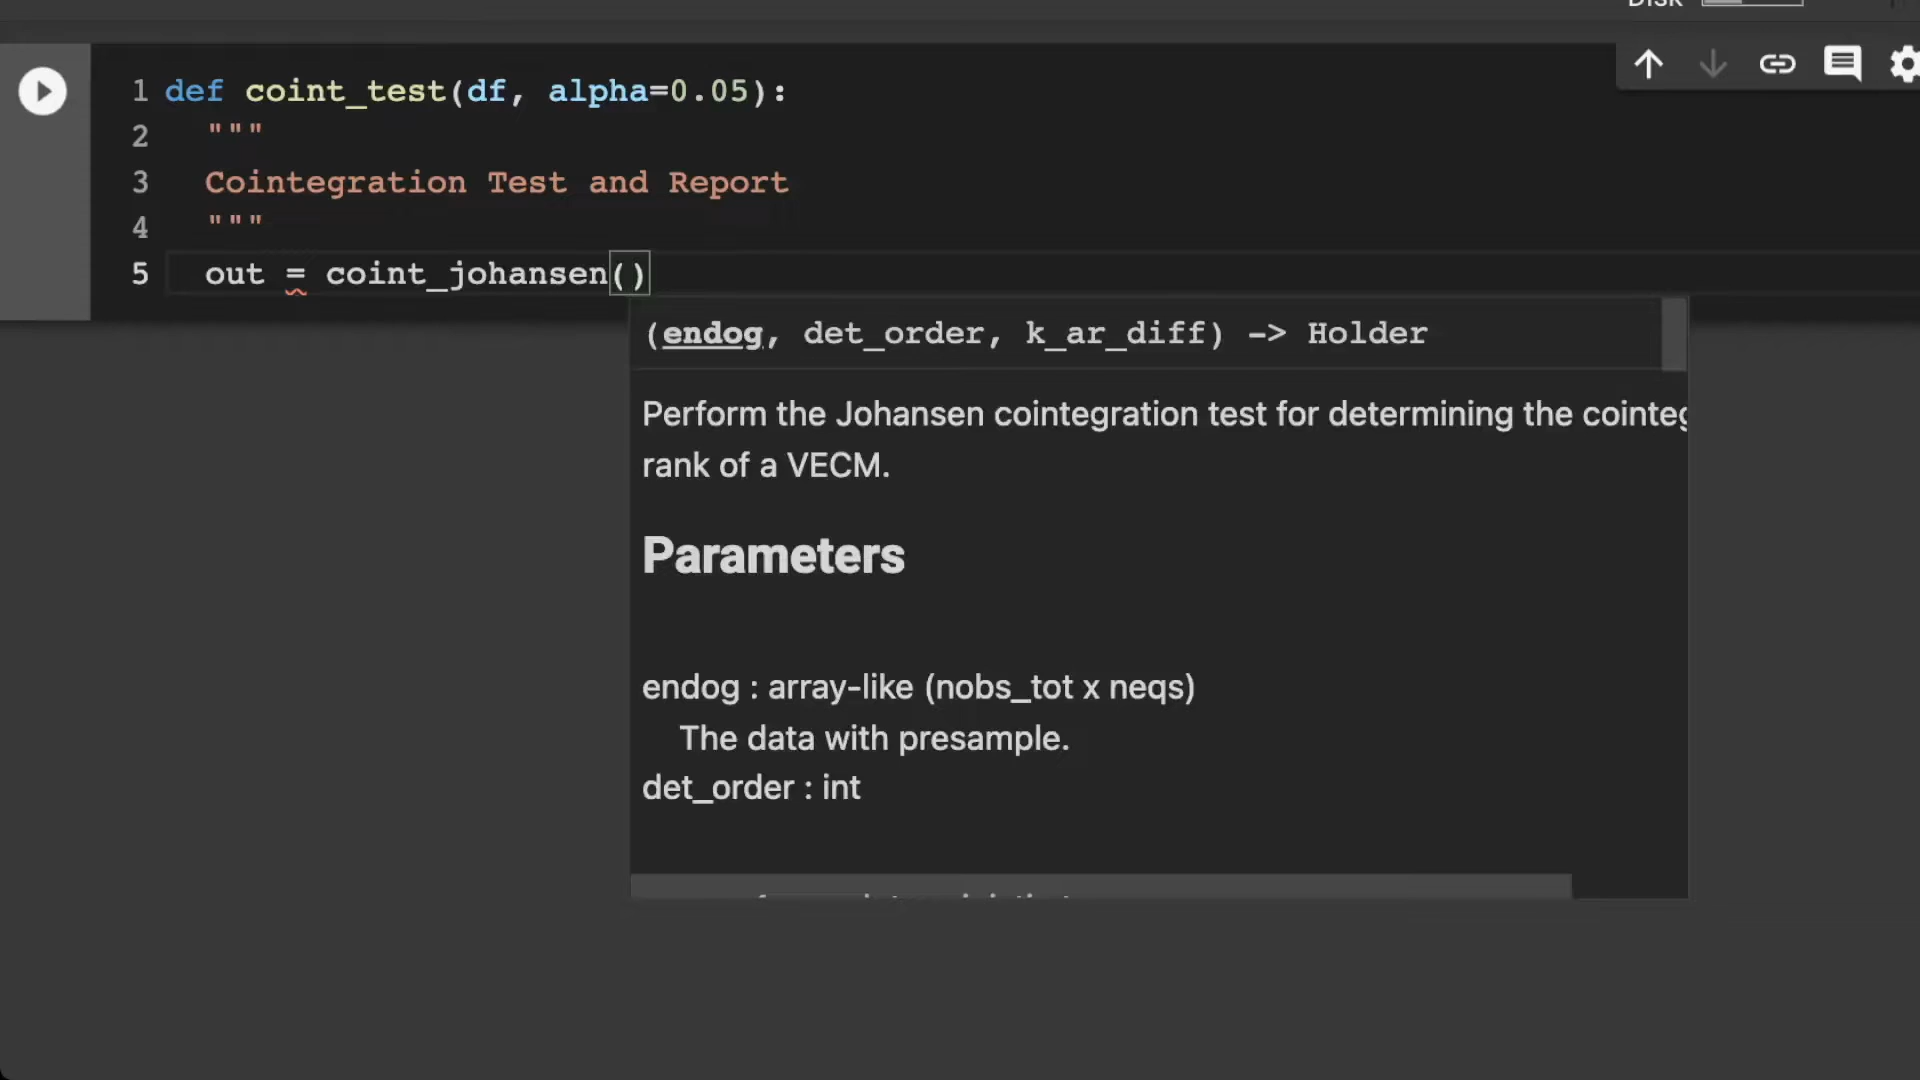 Disk
1 def coint_test(df, alpha=0.05):
2 """
3 Cointegration Test and Report
4 """
5 out = coint_johansen()
(endog, det_order, k_ar_diff) -> Holder
Perform the Johansen cointegration test for determining the cointeg
rank of a VECM.
Parameters
endog : array-like (nobs_tot x neqs)
The data with presample.
det_order : int